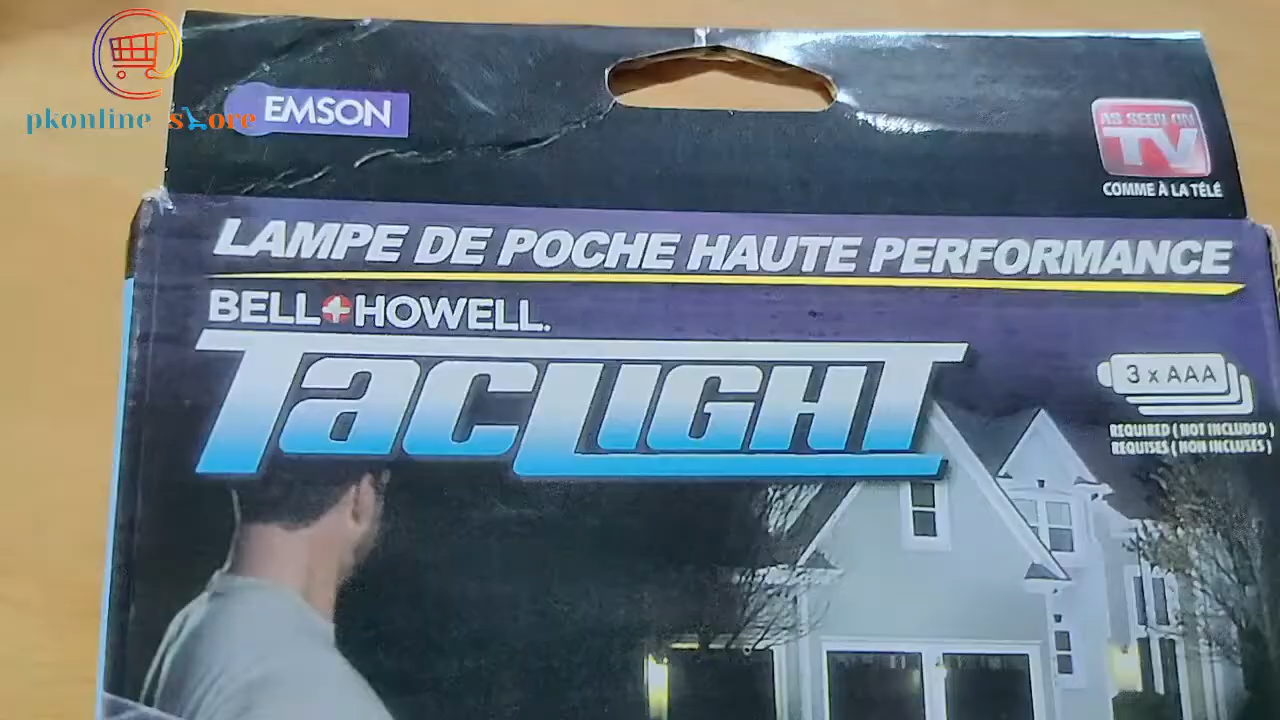 pkonline store
EMSON
AS SEEN ON
TV
COMME À LA TÉLÉ
LAMPE DE POCHE HAUTE PERFORMANCE
BELL+HOWELL.
TACLIGHT
3 x AAA
REQUIRED ( NOT INCLUDED )
REQUISES ( NON INCLUSES )